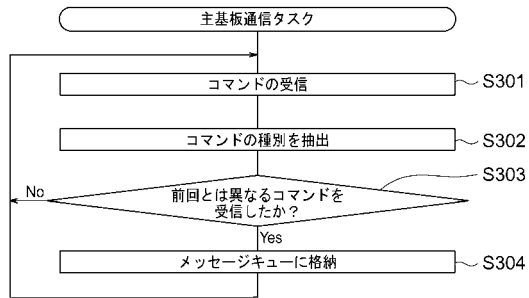 主基板通信タスク
コマンドの受信
S301
コマンドの種別を抽出
S302
S303
No
前回とは異なるコマンドを
受信したか？
Yes
メッセージキューに格納
S304